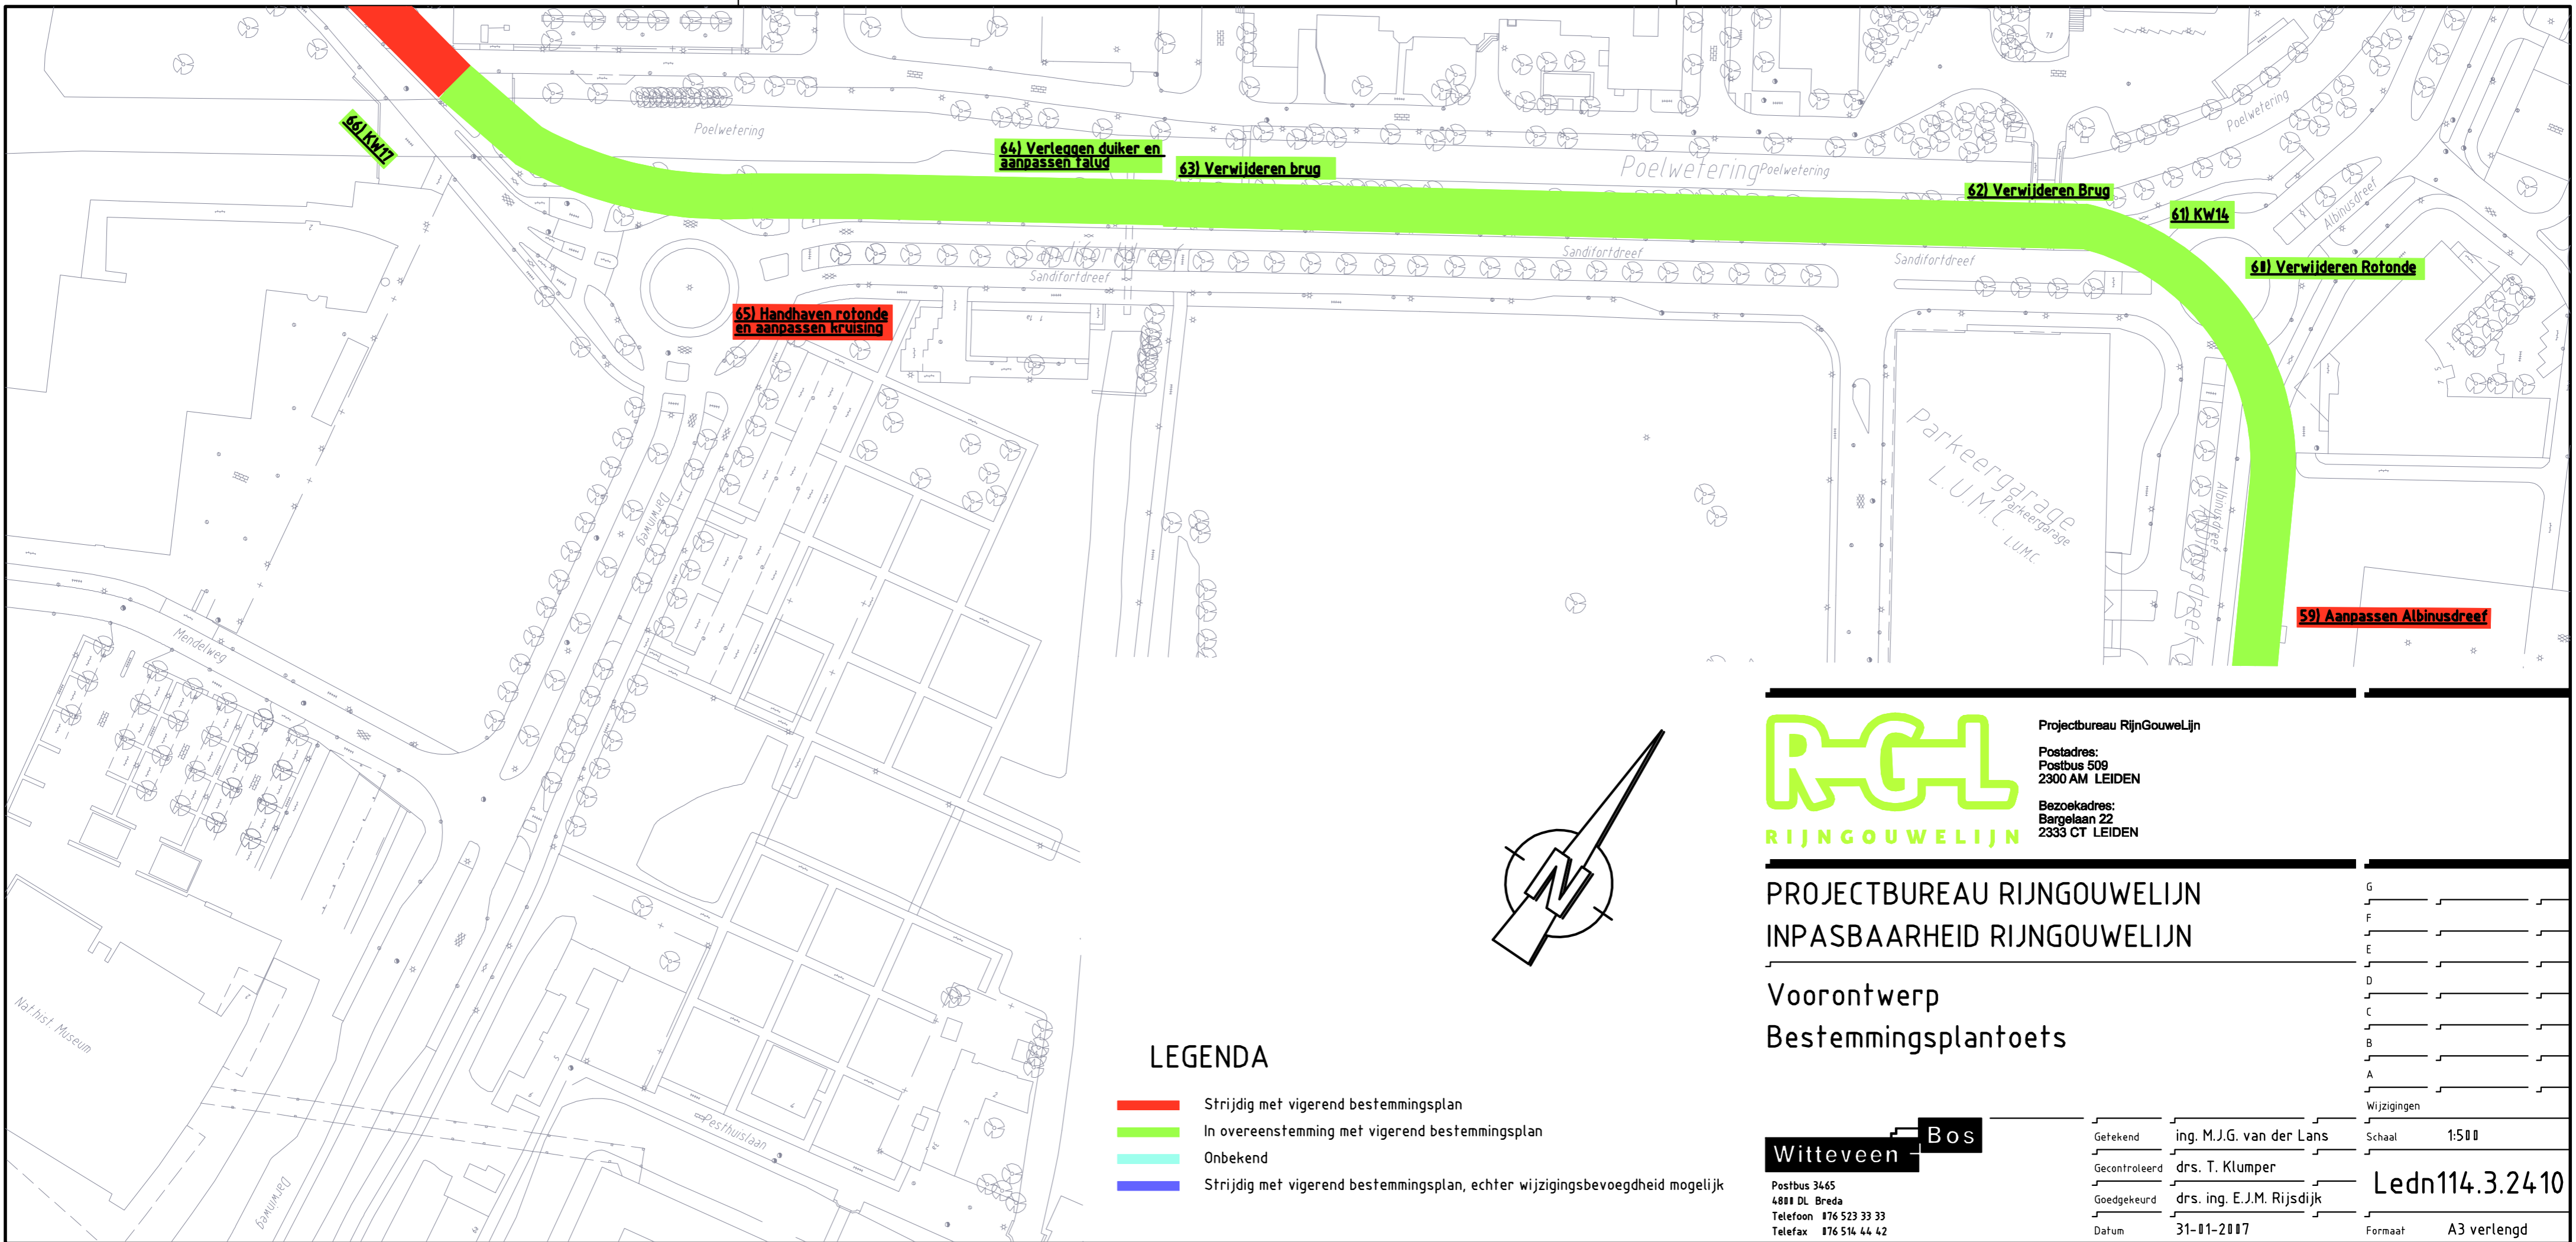 66) KW17
Poelwetering
64) Verleggen duiker en
aanpassen talud
63) Verwijderen brug
Poelwetering
Poelwetering
62) Verwijderen Brug
61) KW14
Poelwetering
Albinusdreef
60) Verwijderen Rotonde
Sandifortdreef
Sandifortdreef
Sandifortdreef
Sandifortdreef
65) Handhaven rotonde
en aanpassen kruising
Darwinweg
Parkeergarage
L.U.M.C.
Parkeergarage
L.U.M.C.
Albinusdreef
Albinusdreef
59) Aanpassen Albinusdreef
Mendelweg
Nat.hist. Museum
Pesthuislaan
Darwinweg
N
LEGENDA
Strijdig met vigerend bestemmingsplan
In overeenstemming met vigerend bestemmingsplan
Onbekend
Strijdig met vigerend bestemmingsplan, echter wijzigingsbevoegdheid mogelijk
R-G-L
RIJNGOUWELIJN
Projectbureau RijnGouweLijn
Postadres:
Postbus 509
2300 AM LEIDEN
Bezoekadres:
Bargelaan 22
2333 CT LEIDEN
PROJECTBUREAU RIJNGOUWELIJN
INPASBAARHEID RIJNGOUWELIJN
Voorontwerp
Bestemmingsplantoets
Witteveen
Bos
Postbus 3465
4800 DL Breda
Telefoon 076 523 33 33
Telefax 076 514 44 42
Getekend ing. M.J.G. van der Lans
Gecontroleerd drs. T. Klumper
Goedgekeurd drs. ing. E.J.M. Rijsdijk
Datum 31-01-2007
G
F
E
D
C
B
A
Wijzigingen
Schaal 1:500
Ledn114.3.2410
Formaat A3 verlengd